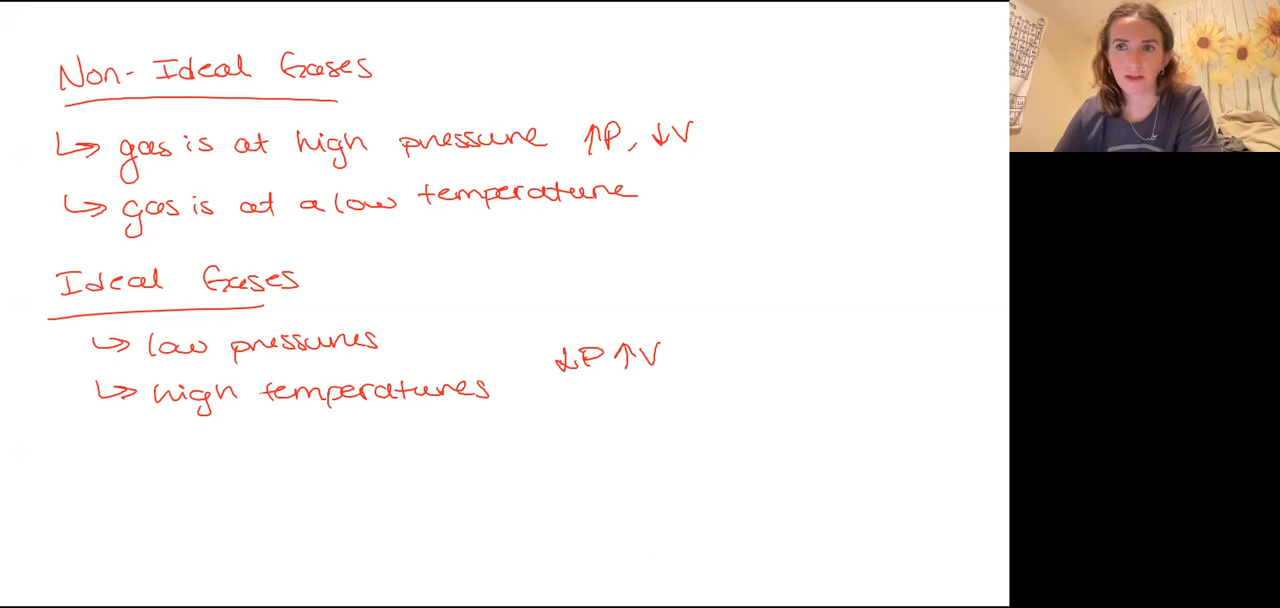 Non-Ideal Gases
↳ gas is at high pressure ↑P, ↓V
↳ gas is at a low temperature
Ideal Gases
↳ low pressures
↓P ↑V
↳ high temperatures